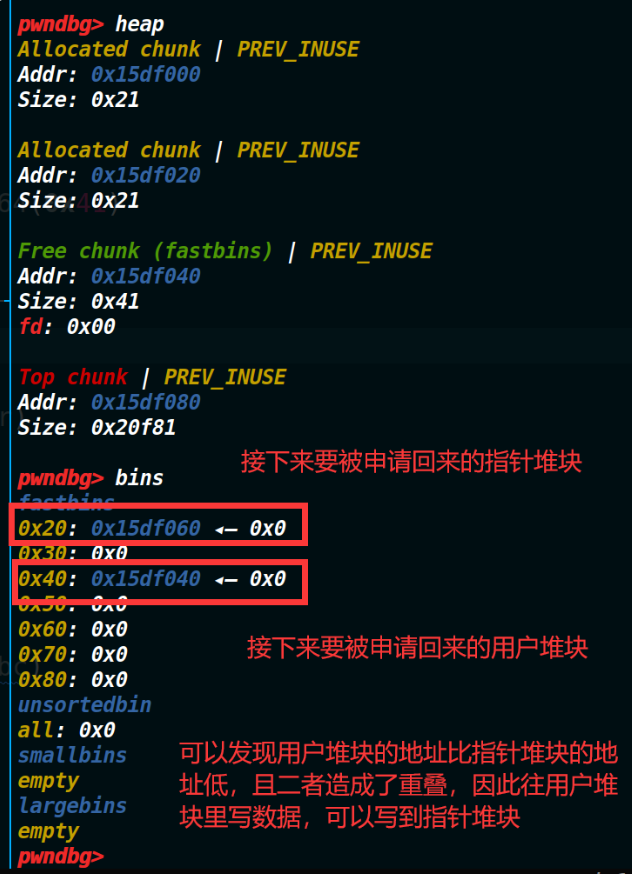 pwndbg> heap
Allocated chunk | PREV_INUSE
Addr: 0x15df000
Size: 0x21
Allocated chunk | PREV_INUSE
Addr: 0x15df020
Size: 0x21
Free chunk (fastbins) | PREV_INUSE
Addr: 0x15df040
Size: 0x41
fd: 0x00
Top chunk | PREV_INUSE
Addr: 0x15df080
Size: 0x20f81
接下来要被申请回来的指针堆块
pwndbg> bins
fastbins
0x20: 0x15df060 ◂— 0x0
0x30: 0x0
0x40: 0x15df040 ◂— 0x0
0x50: 0x0
0x60: 0x0
接下来要被申请回来的用户堆块
0x70: 0x0
0x80: 0x0
unsortedbin
all: 0x0
smallbins
empty
largebins
empty
可以发现用户堆块的地址比指针堆块的地
址低，且二者造成了重叠，因此往用户堆
块里写数据，可以写到指针堆块
pwndbg>